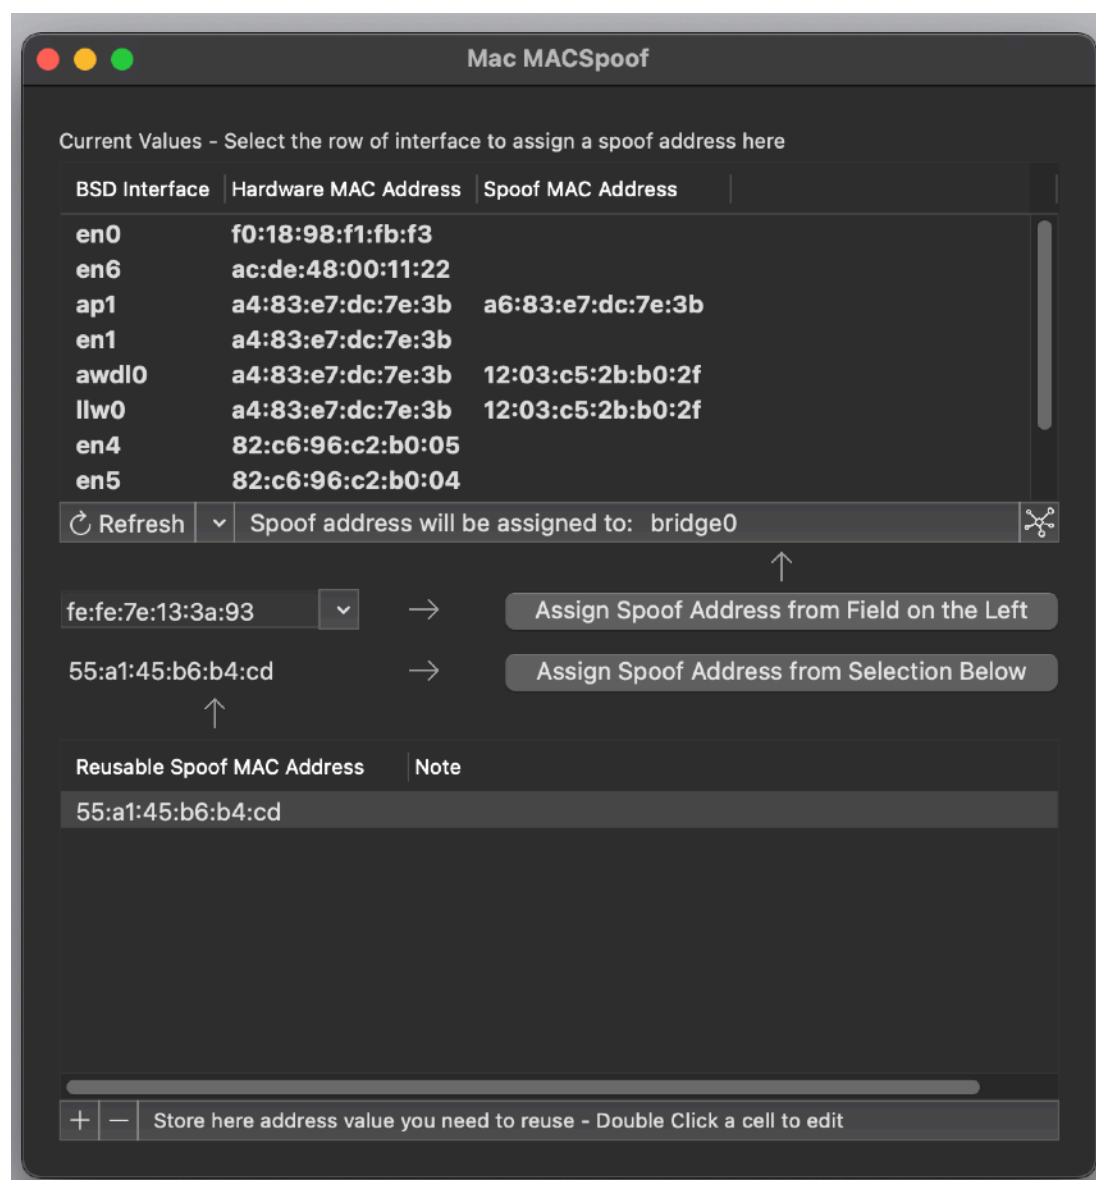 Mac MACSpoof
Current Values - Select the row of interface to assign a spoof address here
BSD Interface Hardware MAC Address Spoof MAC Address
en0 f0:18:98:f1:fb:f3
en6 ac:de:48:00:11:22
ap1 a4:83:e7:dc:7e:3b a6:83:e7:dc:7e:3b
en1 a4:83:e7:dc:7e:3b
awdl0 a4:83:e7:dc:7e:3b 12:03:c5:2b:b0:2f
llw0 a4:83:e7:dc:7e:3b 12:03:c5:2b:b0:2f
en4 82:c6:96:c2:b0:05
en5 82:c6:96:c2:b0:04
Refresh Spoof address will be assigned to: bridge0
fe:fe:7e:13:3a:93 Assign Spoof Address from Field on the Left
55:a1:45:b6:b4:cd Assign Spoof Address from Selection Below
Reusable Spoof MAC Address Note
55:a1:45:b6:b4:cd
Store here address value you need to reuse - Double Click a cell to edit